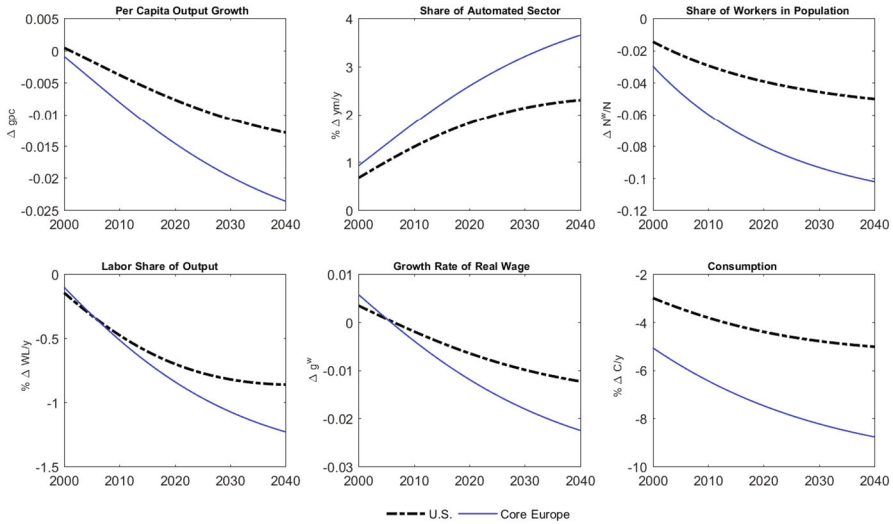 Per Capita Output Growth
0.005
0
-0.005
-0.01
-0.015
-0.02
-0.025
Δ gpc
2000 2010 2020 2030 2040
Share of Automated Sector
4
3
2
1
0
% Δ ym/y
2000 2010 2020 2030 2040
Share of Workers in Population
0
-0.02
-0.04
-0.06
-0.08
-0.1
-0.12
Δ Nʷ/N
2000 2010 2020 2030 2040
Labor Share of Output
0
-0.5
-1
-1.5
% Δ WL/y
2000 2010 2020 2030 2040
Growth Rate of Real Wage
0.01
0
-0.01
-0.02
-0.03
Δ gʷ
2000 2010 2020 2030 2040
Consumption
-2
-4
-6
-8
-10
% Δ C/y
2000 2010 2020 2030 2040
U.S. Core Europe